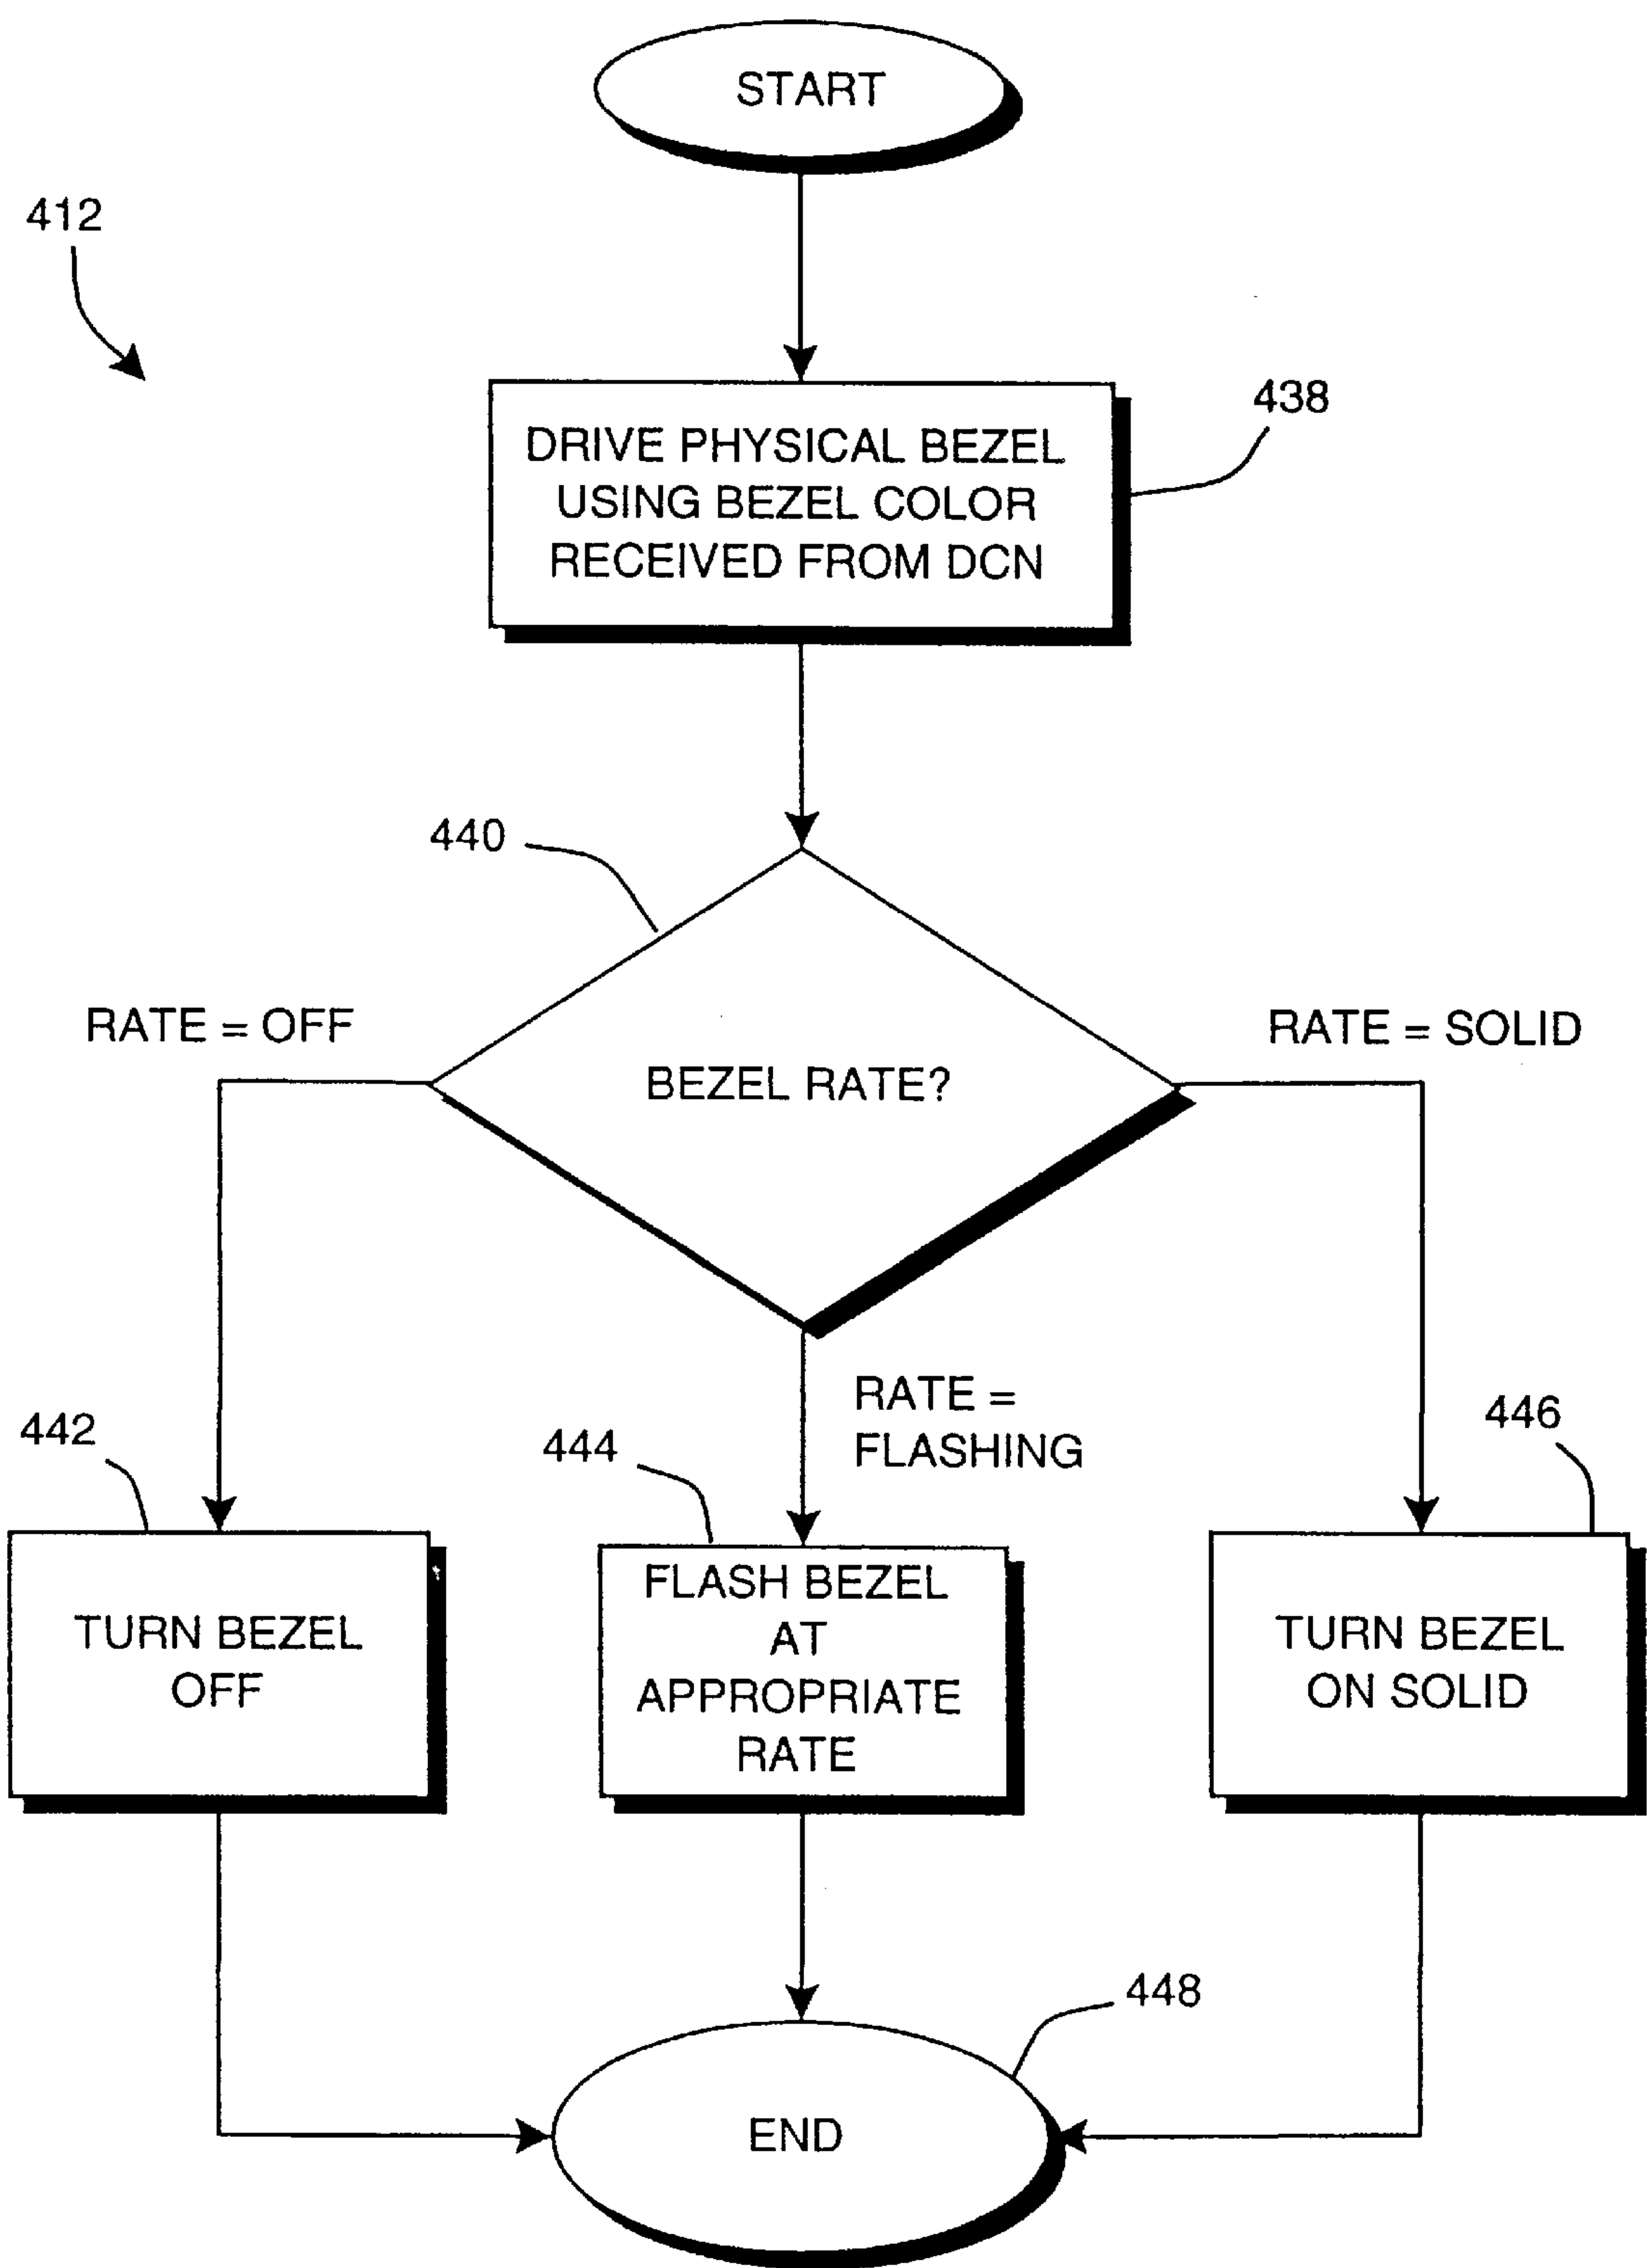 START
412
438
DRIVE PHYSICAL BEZEL
USING BEZEL COLOR
RECEIVED FROM DCN
440
RATE = OFF
RATE = SOLID
BEZEL RATE?
RATE =
FLASHING
442
444
446
TURN BEZEL
OFF
FLASH BEZEL
AT
APPROPRIATE
RATE
TURN BEZEL
ON SOLID
448
END